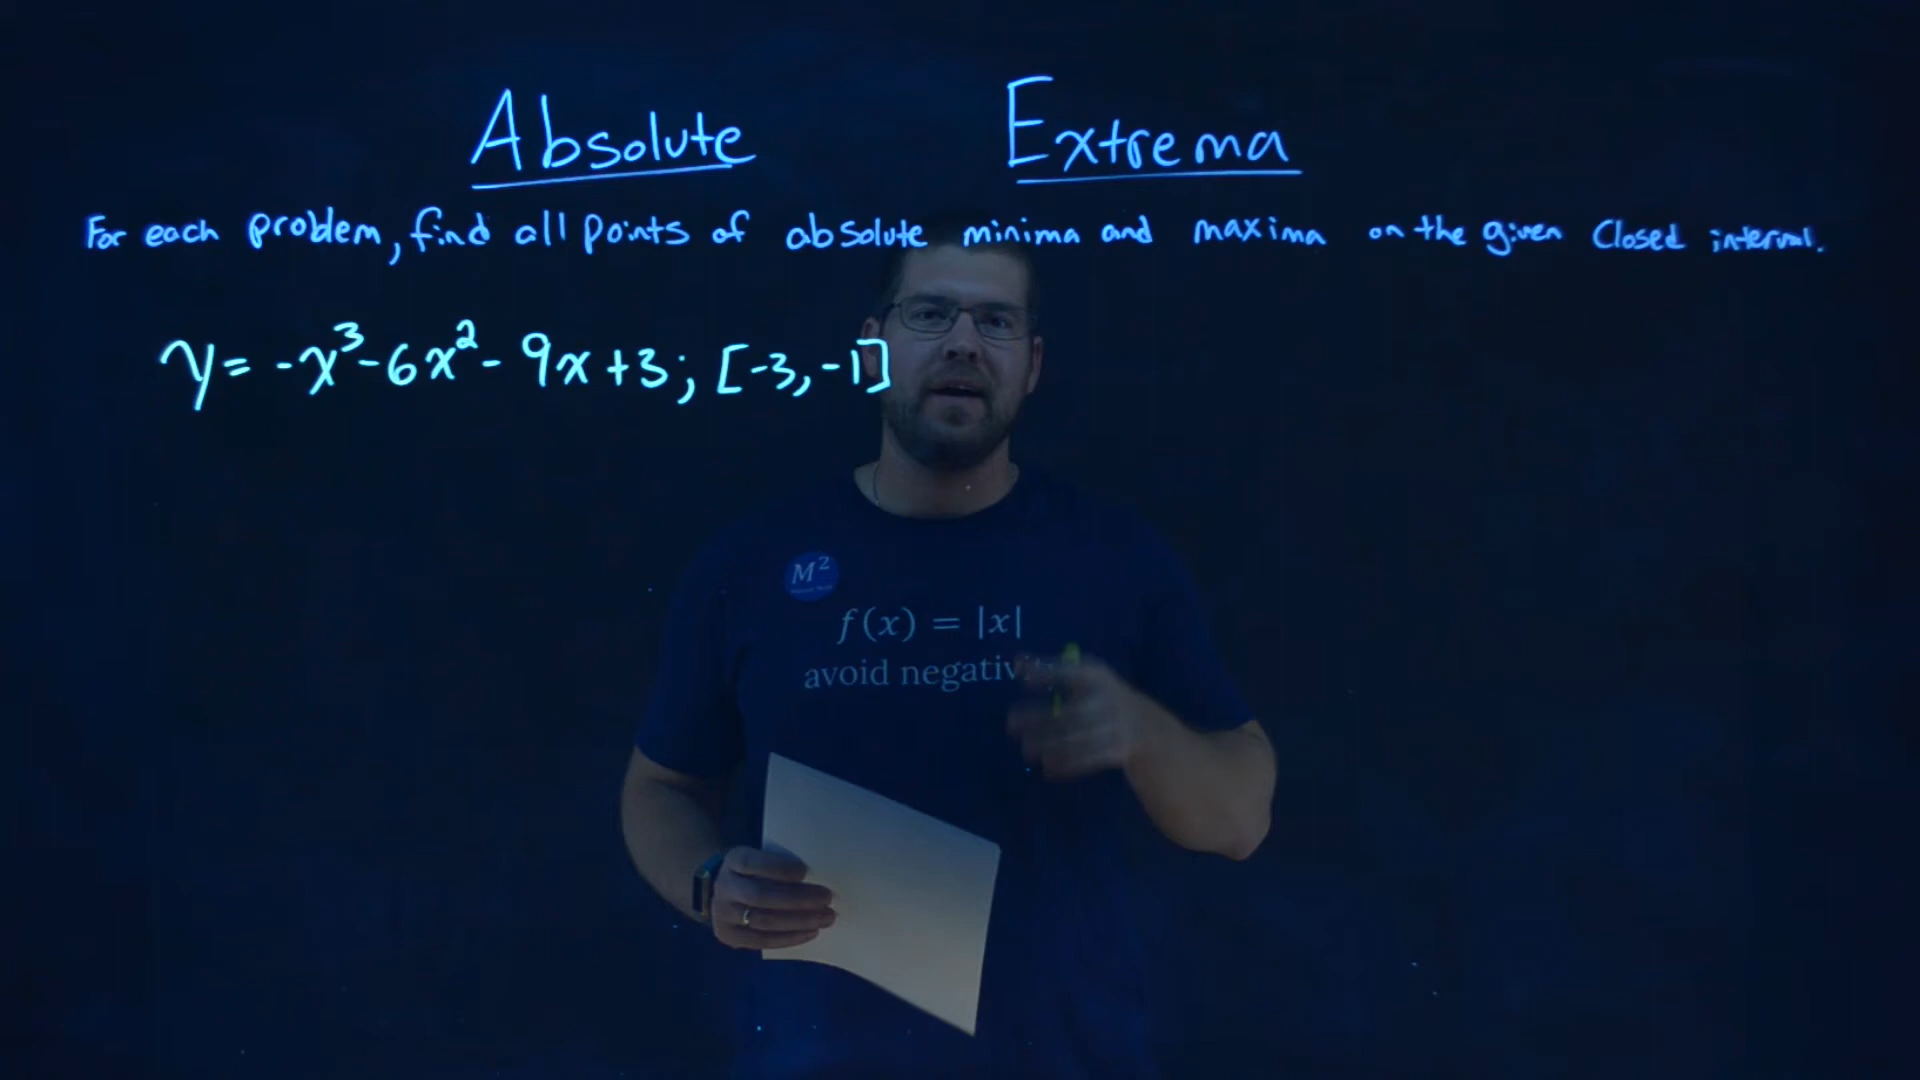 Absolute Extrema
For each problem, find all points of absolute minima and maxima on the given closed interval.
y = -x³-6x²-9x+3; [-3,-1]
M²
f(x) = |x|
avoid negativity